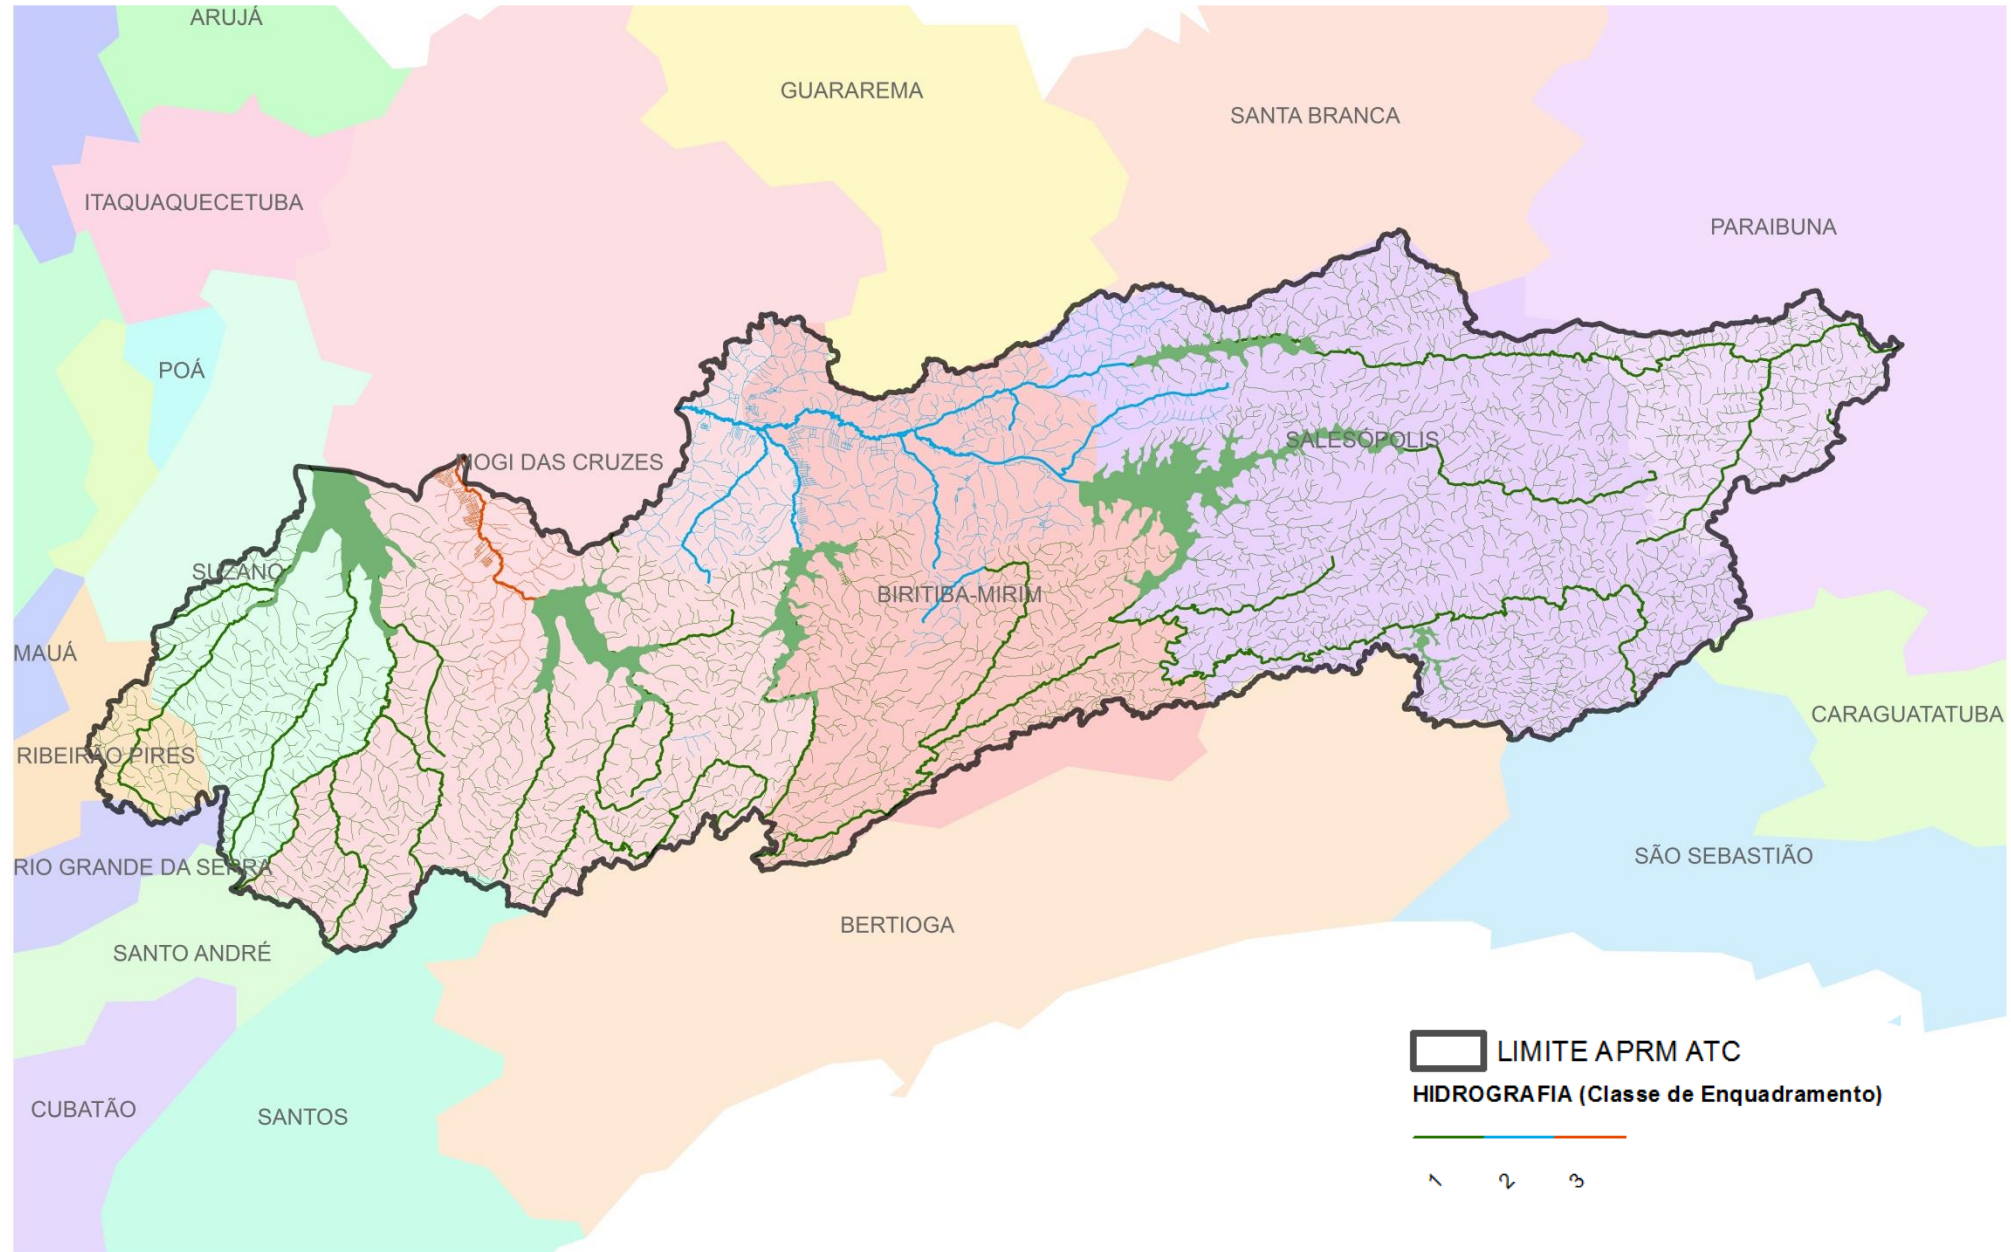 ARUJÁ
GUARAREMA
SANTA BRANCA
ITAQUAQUECETUBA
PARAIBUNA
POÁ
SALESÓPOLIS
MOGI DAS CRUZES
SUZANO
BIRITIBA-MIRIM
MAUÁ
CARAGUATATUBA
RIBEIRÃO PIRES
SÃO SEBASTIÃO
RIO GRANDE DA SERRA
BERTIOGA
SANTO ANDRÉ
LIMITE APRM ATC
HIDROGRAFIA (Classe de Enquadramento)
CUBATÃO
SANTOS
1 2 3